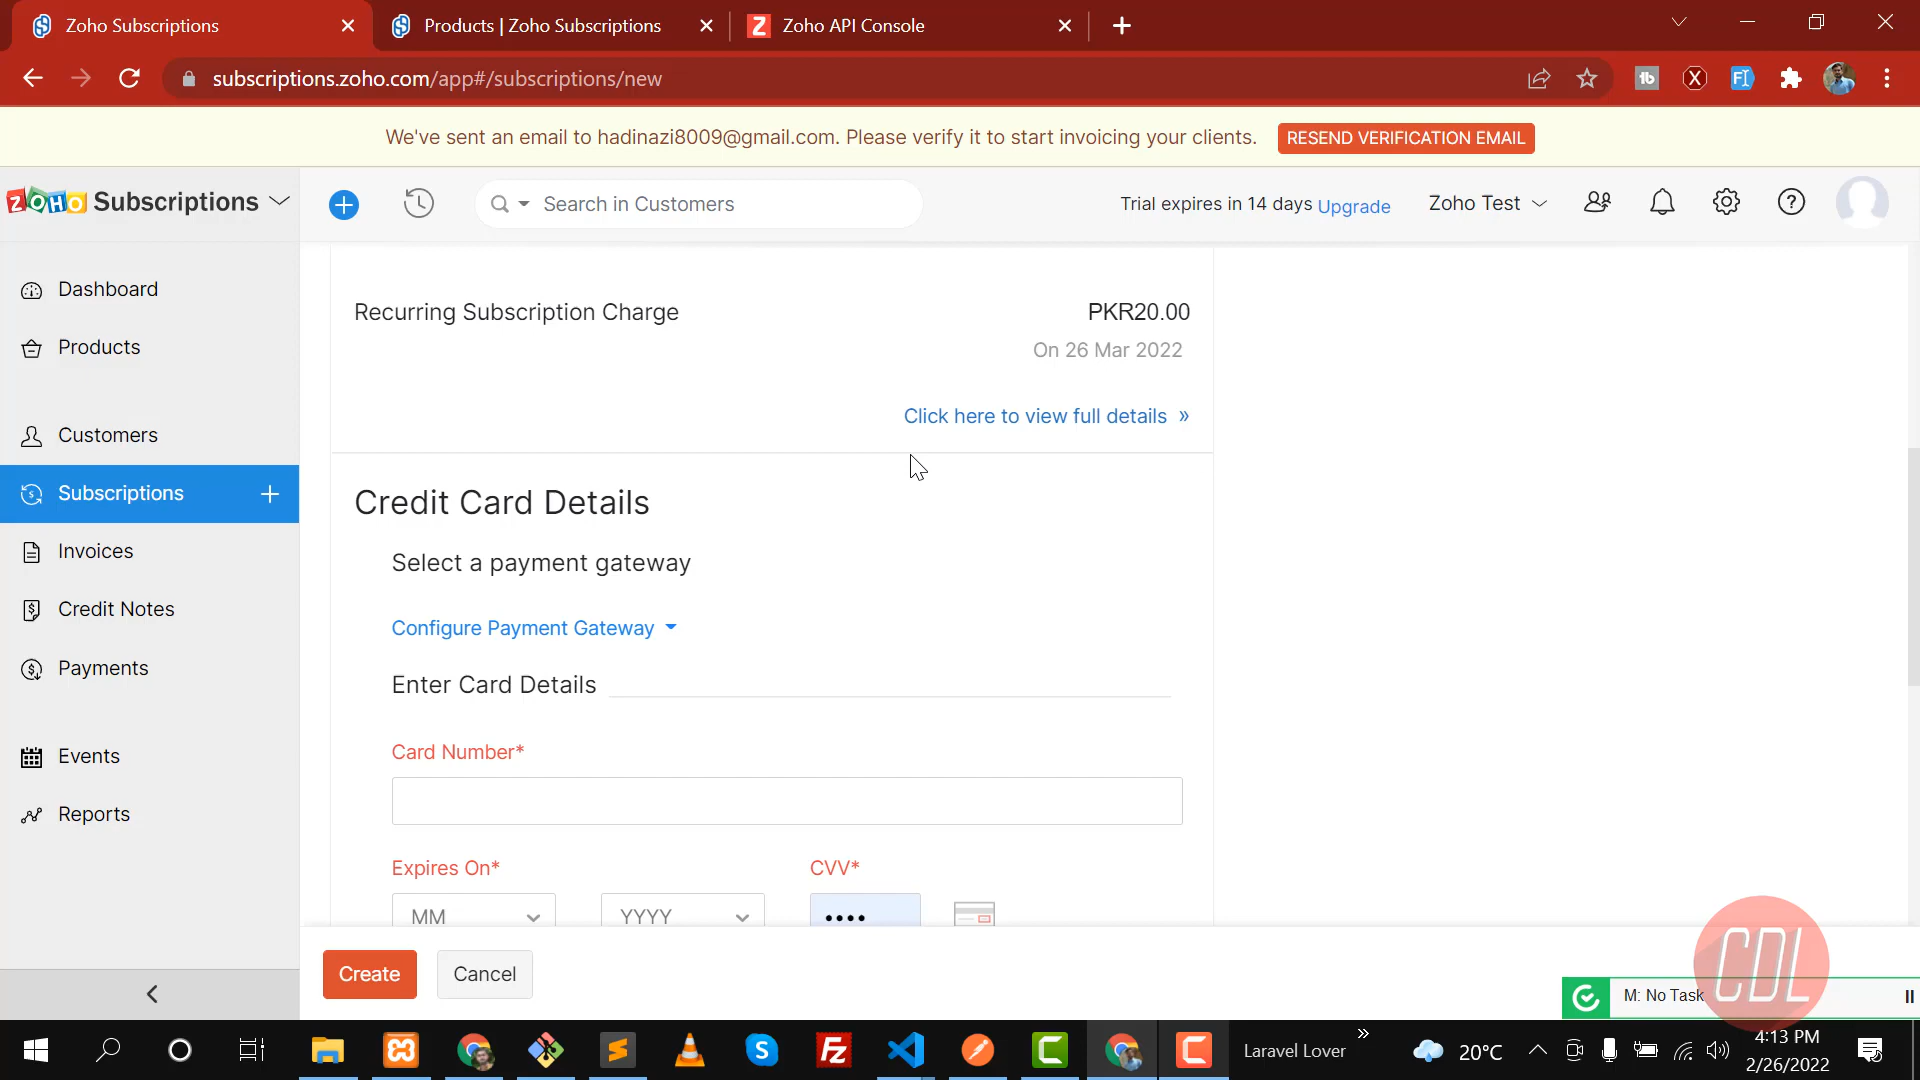 Zoho Subscriptions
Products | Zoho Subscriptions
Zoho API Console
subscriptions.zoho.com/app#/subscriptions/new
We've sent an email to hadinazi8009@gmail.com. Please verify it to start invoicing your clients.
RESEND VERIFICATION EMAIL
ZOHO Subscriptions
Search in Customers
Trial expires in 14 days Upgrade
Zoho Test
Dashboard
Products
Customers
Subscriptions
Invoices
Credit Notes
Payments
Events
Reports
Recurring Subscription Charge
PKR20.00
On 26 Mar 2022
Click here to view full details »
Credit Card Details
Select a payment gateway
Configure Payment Gateway
Enter Card Details
Card Number*
Expires On*
CVV*
MM
YYYY
••••
Create
Cancel
CDL
M: No Task
Laravel Lover
20°C
4:13 PM
2/26/2022